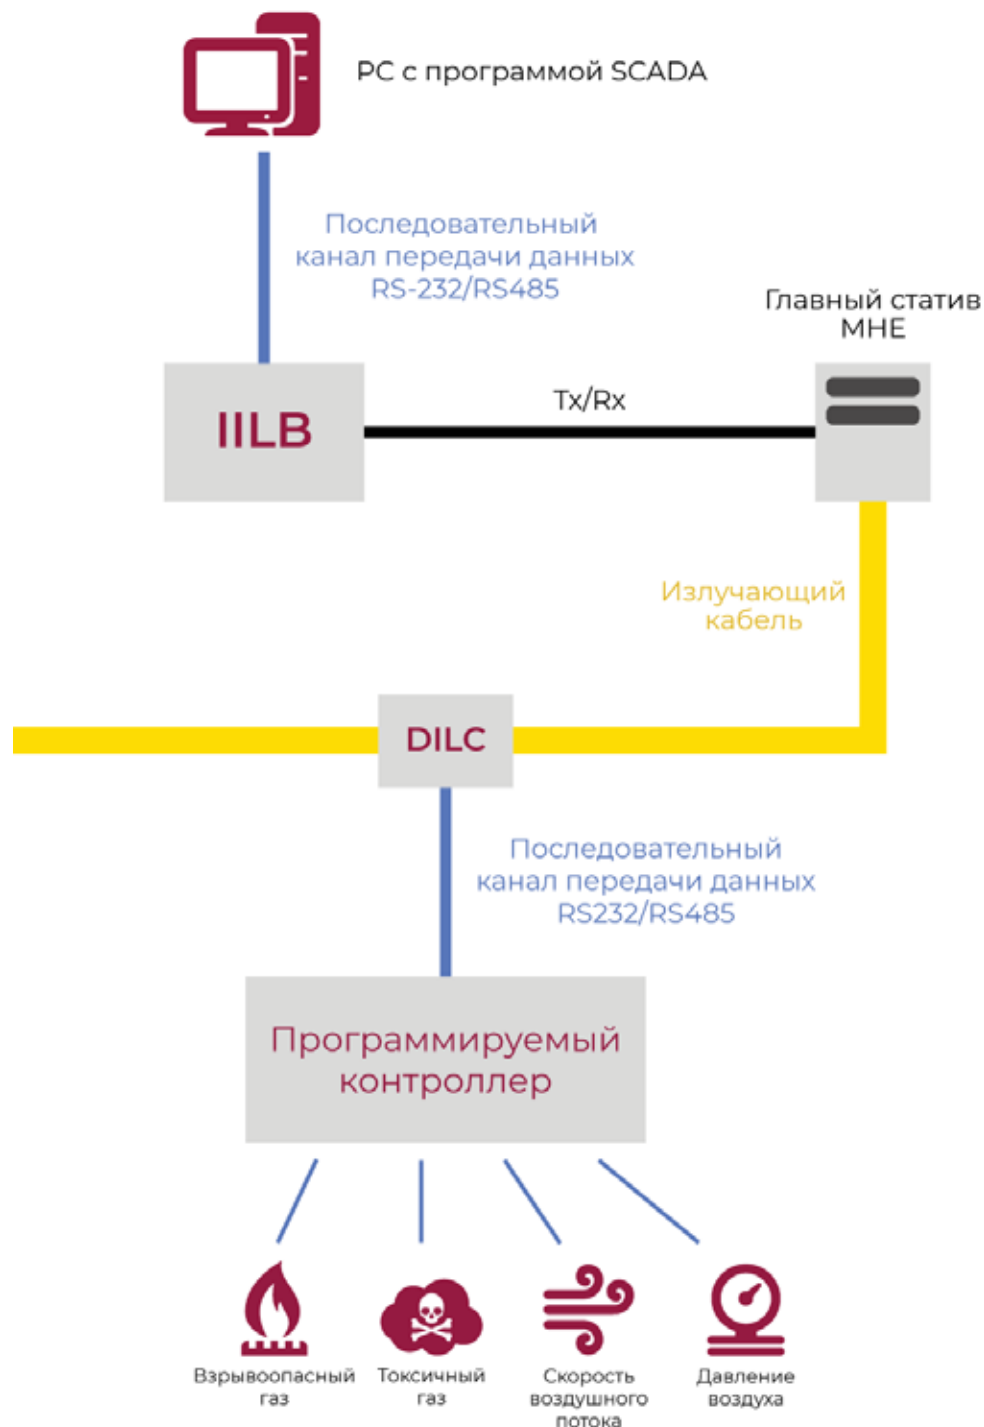 PC с программой SCADA
Последовательный
канал передачи данных
RS-232/RS485
Главный статив
МНЕ
IILB
Tx/Rx
Излучающий
кабель
DILC
Последовательный
канал передачи данных
RS232/RS485
Программируемый
контроллер
Взрывоопасный
газ
Токсичный
газ
Скорость
воздушного
потока
Давление
воздуха